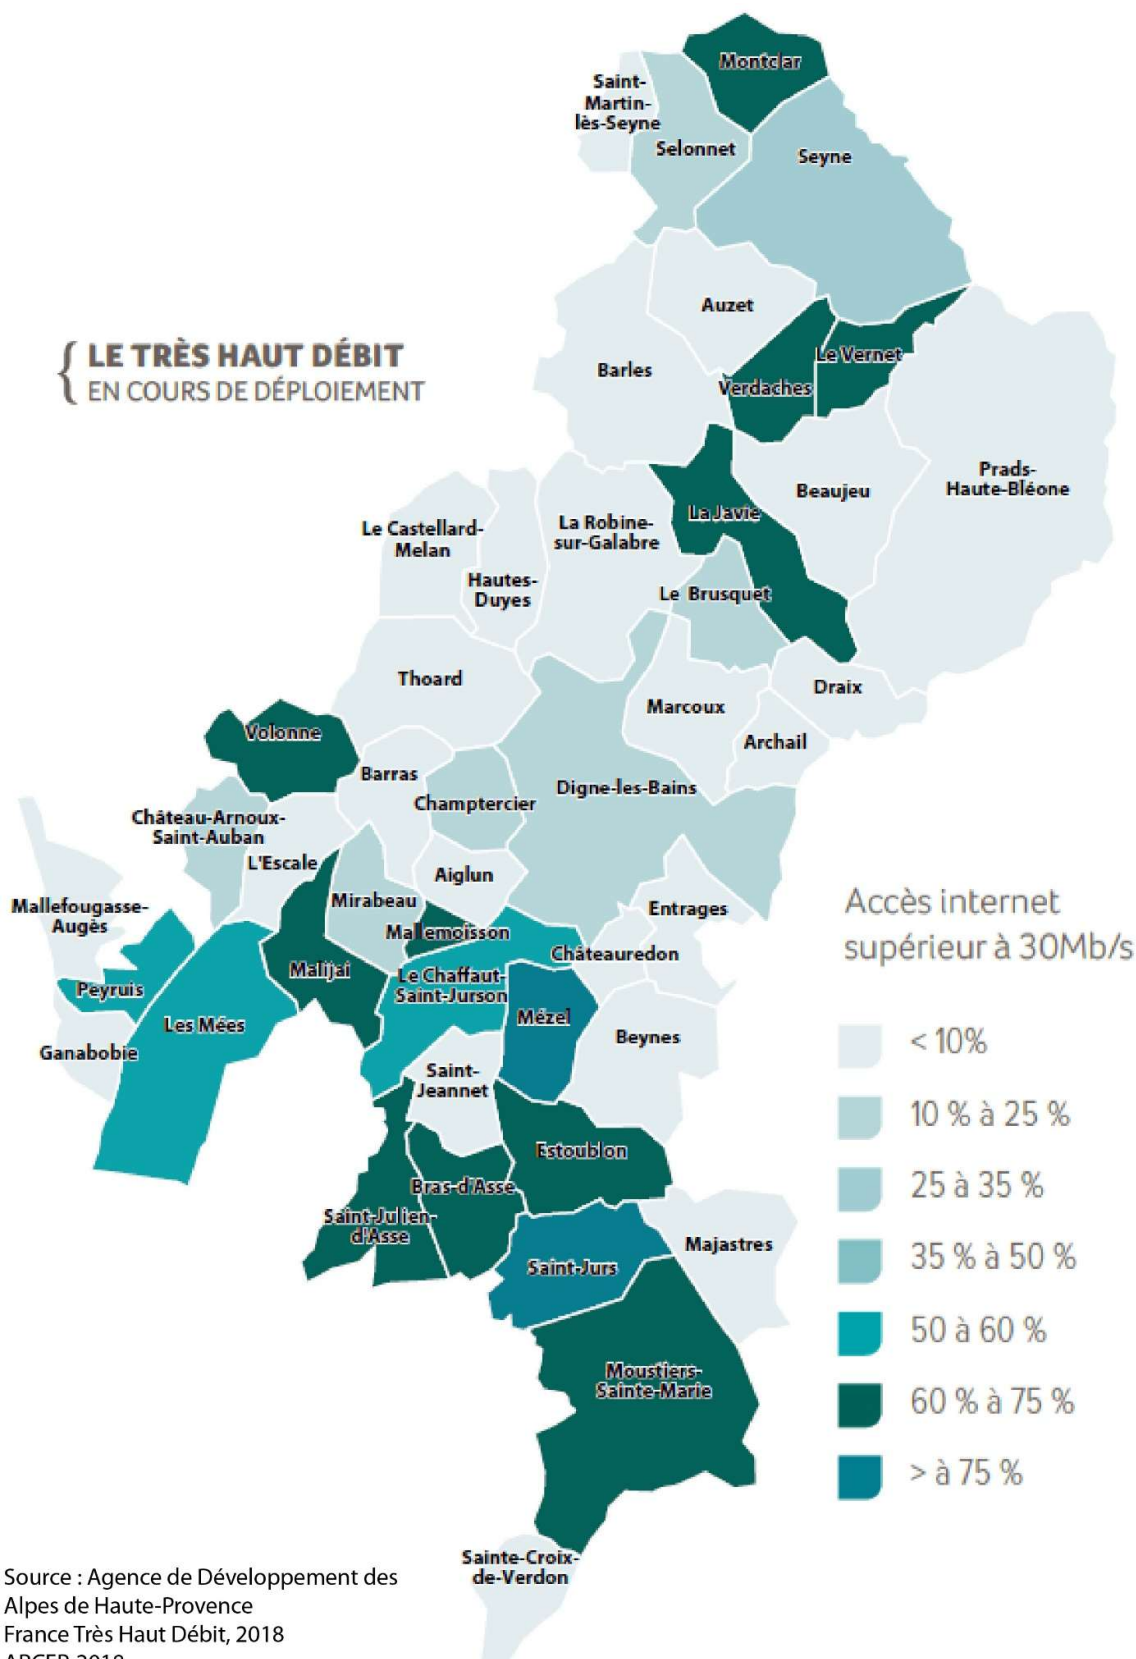 Montclar
Saint-
Martin-
lès-Seyne
Selonnet
Seyne
Auzet
{ LE TRÈS HAUT DÉBIT
EN COURS DE DÉPLOIEMENT
Barles
Le Vernet
Verdaches
Prads-
Haute-Bléone
Beaujeu
La Javie
Le Castellard-
Melan
La Robine-
sur-Galabre
Hautes-
Duyes
Le Brusquet
Thoard
Draix
Marcoux
Archail
Volonne
Barras
Champtercier
Digne-les-Bains
Château-Arnoux-
Saint-Auban
L'Escale
Aiglun
Mirabeau
Mallefougasse-
Augès
Entrages
Mallemoisson
Châteauredon
Malijai
Le Chaffaut-
Saint-Jurson
Peyruis
Les Mées
Mézel
Beynes
Ganabobie
Saint-
Jeannet
Estoublon
Bras-d'Asse
Saint-Julien-
d'Asse
Majastres
Saint-Jurs
Moustiers-
Sainte-Marie
Sainte-Croix-
de-Verdon
Accès internet
supérieur à 30Mb/s
< 10%
10 % à 25 %
25 à 35 %
35 % à 50 %
50 à 60 %
60 % à 75 %
> à 75 %
Source : Agence de Développement des
Alpes de Haute-Provence
France Très Haut Débit, 2018